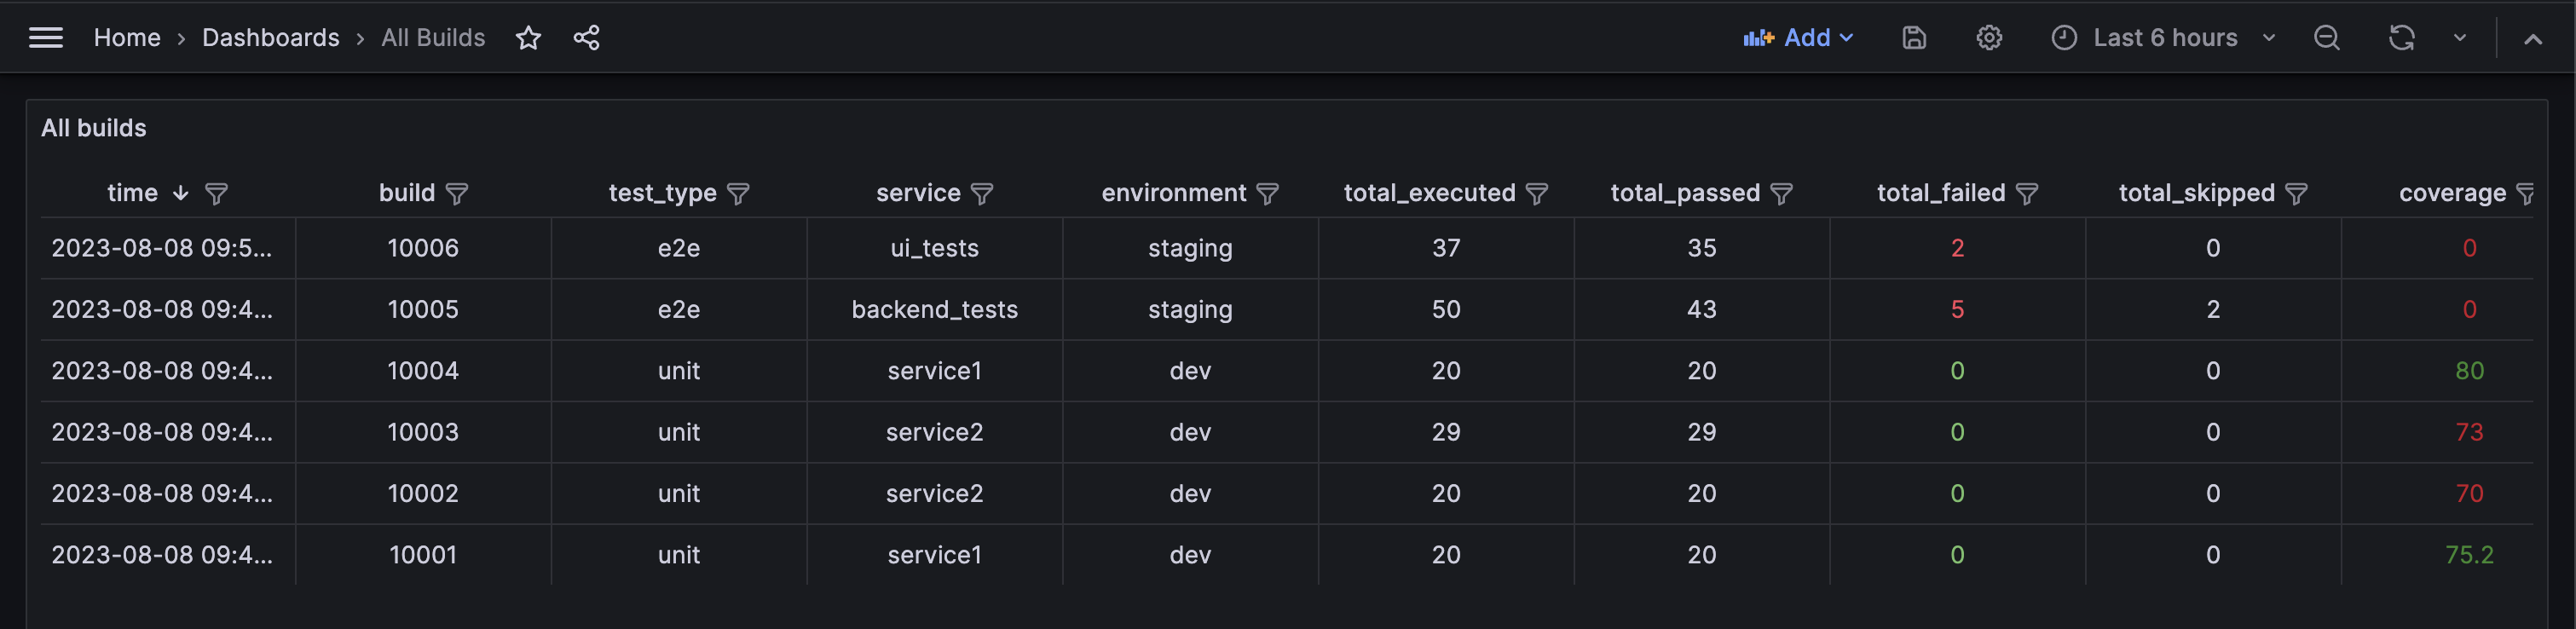 Home › Dashboards › All Builds Add Last 6 hours
All builds
time build test_type service environment total_executed total_passed total_failed total_skipped coverage
2023-08-08 09:5... 10006 e2e ui_tests staging 37 35 2 0 0
2023-08-08 09:4... 10005 e2e backend_tests staging 50 43 5 2 0
2023-08-08 09:4... 10004 unit service1 dev 20 20 0 0 80
2023-08-08 09:4... 10003 unit service2 dev 29 29 0 0 73
2023-08-08 09:4... 10002 unit service2 dev 20 20 0 0 70
2023-08-08 09:4... 10001 unit service1 dev 20 20 0 0 75.2